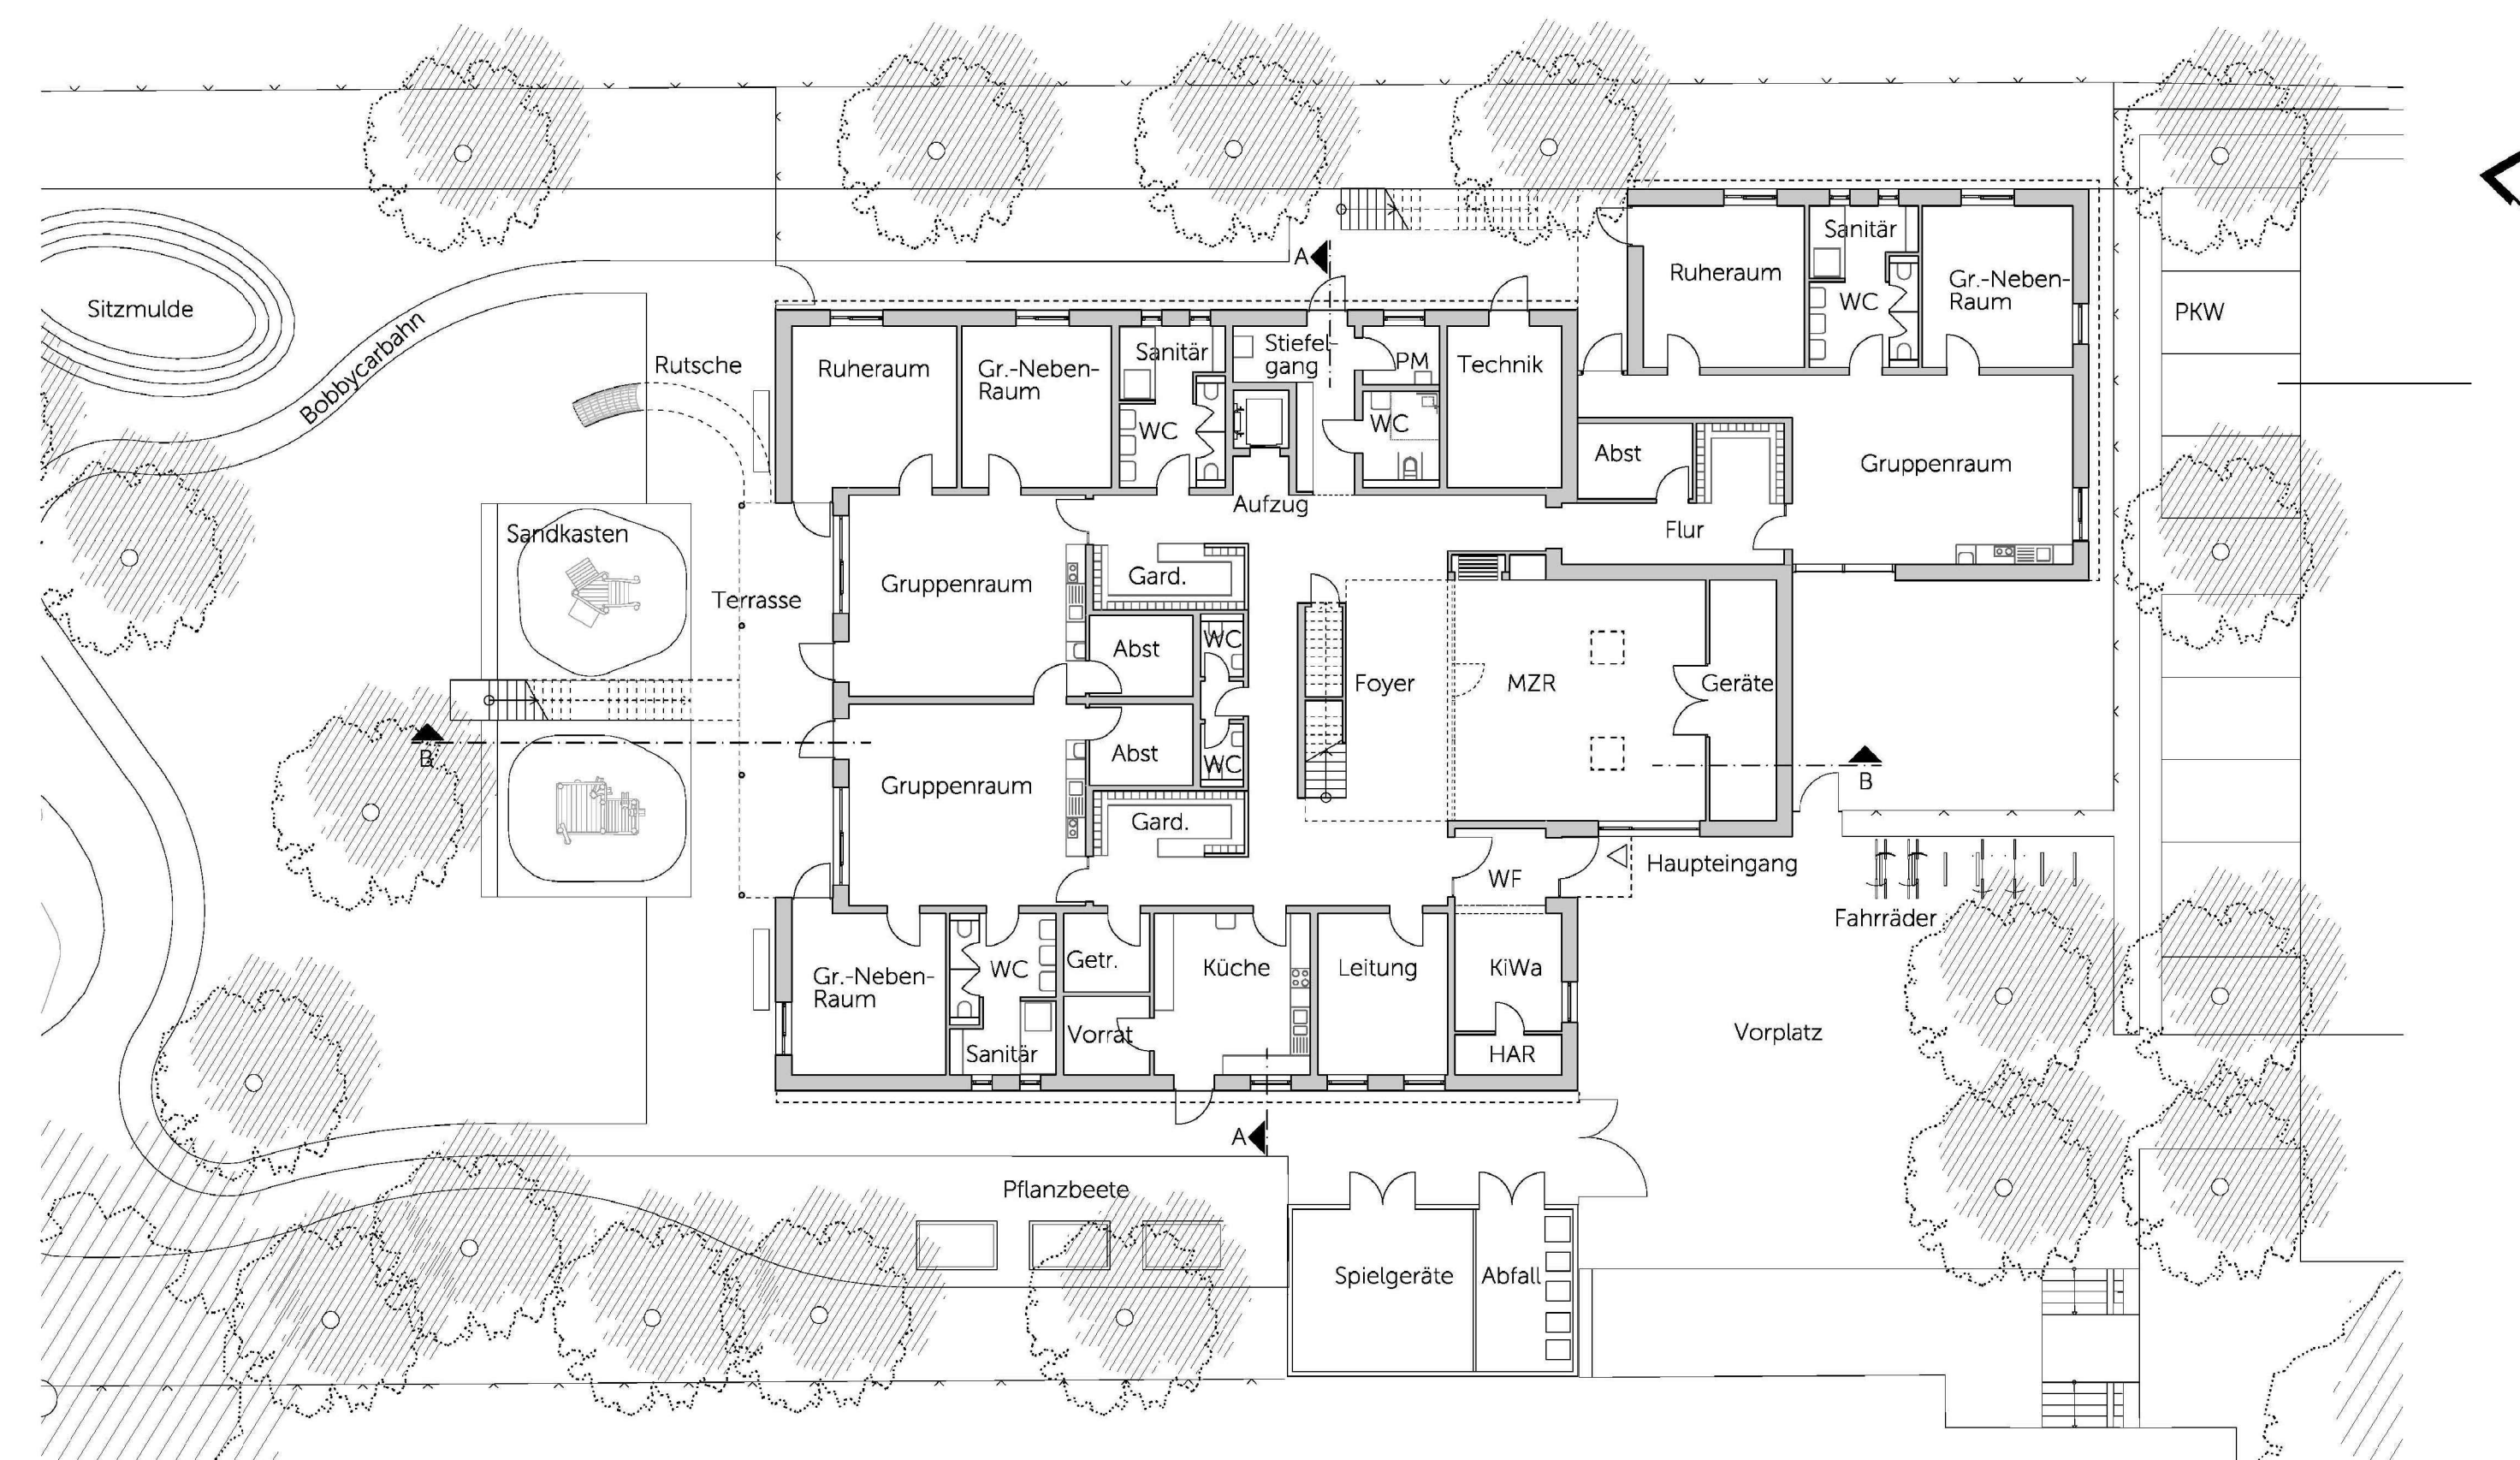 Sitzmulde
Bobbycarbahn
Rutsche
Sandkasten
Terrasse
B
A
Ruheraum
Gr.-Neben-
Raum
Sanitär
WC
Stiefel-
gang
PM
WC
Technik
Aufzug
Ruheraum
Sanitär
WC
Gr.-Neben-
Raum
PKW
Abst
Gruppenraum
Flur
Gruppenraum
Gard.
Abst
WC
Foyer
MZR
Geräte
Gruppenraum
Abst
WC
Gard.
B
WF
Haupteingang
Fahrräder
Gr.-Neben-
Raum
WC
Sanitär
Getr.
Vorrat
Küche
Leitung
KiWa
HAR
Vorplatz
A
Pflanzbeete
Spielgeräte
Abfall